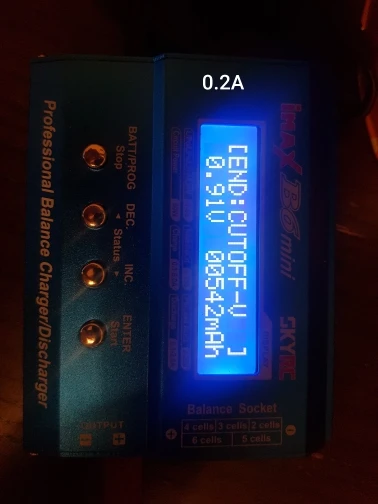 0.2A
imax B6 mini
SKYRC
[END:CUTOFF-V ]
0.91V 00542mAh
BATT/PROG
Stop
DEC.
◂ Status ▸
INC.
ENTER
Start
Professional Balance Charger/Discharger
OUTPUT
Balance Socket
4 cells 3 cells 2 cells
6 cells 5 cells